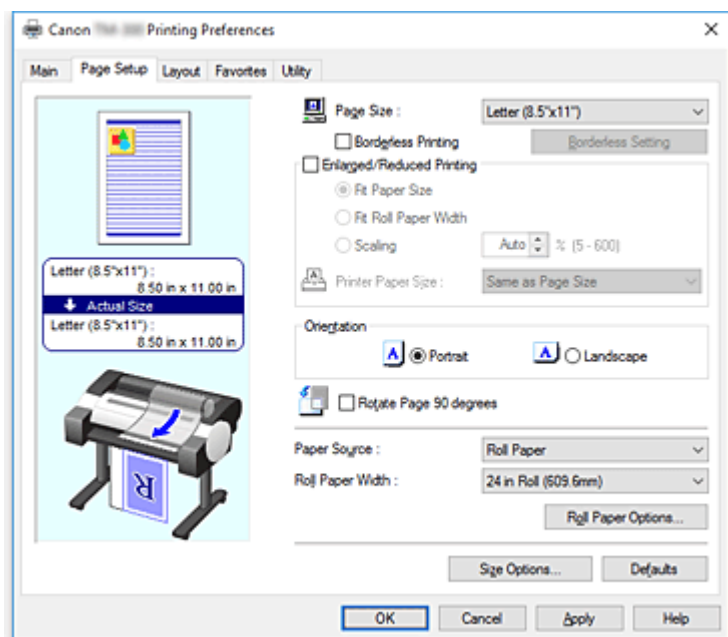 Canon Printing Preferences
Main Page Setup Layout Favorites Utility
Page Size : Letter (8.5"x11")
Borderless Printing Borderless Setting
Enlarged/Reduced Printing
Fit Paper Size
Fit Roll Paper Width
Scaling Auto % (5 - 600)
Printer Paper Size : Same as Page Size
Letter (8.5"x11") :
8.50 in x 11.00 in
Actual Size
Letter (8.5"x11") :
8.50 in x 11.00 in
Orientation
A Portrait A Landscape
Rotate Page 90 degrees
Paper Source : Roll Paper
Roll Paper Width : 24 in Roll (609.6mm)
R
Roll Paper Options...
Size Options... Defaults
OK Cancel Apply Help